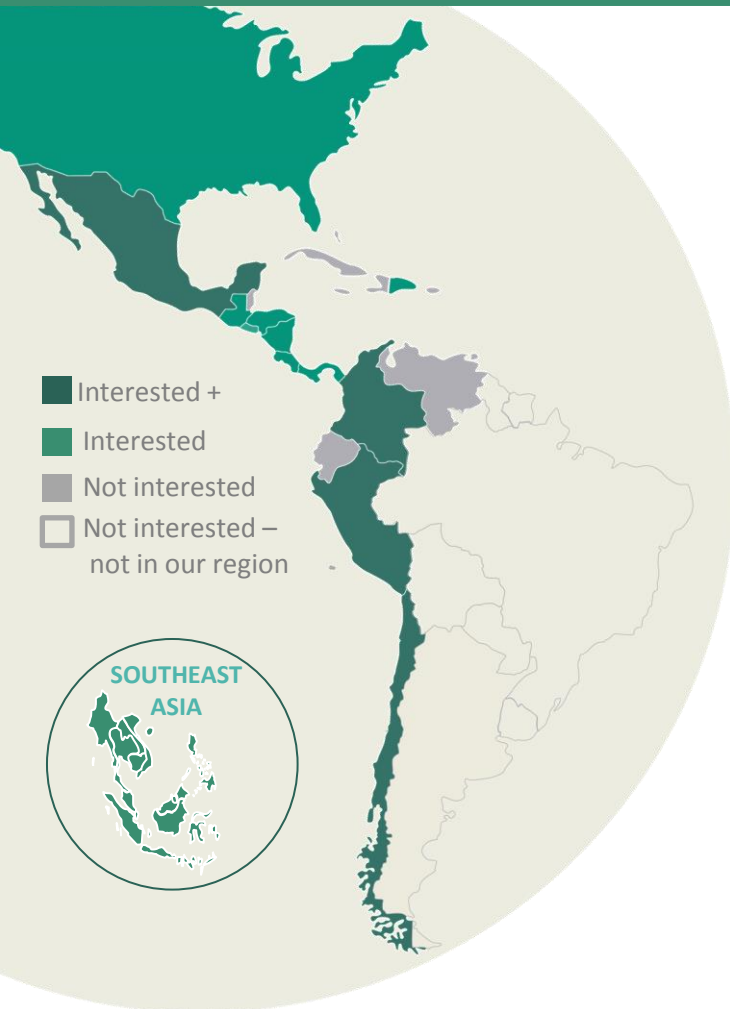 Interested +
Interested
Not interested
Not interested –
not in our region
SOUTHEAST
ASIA